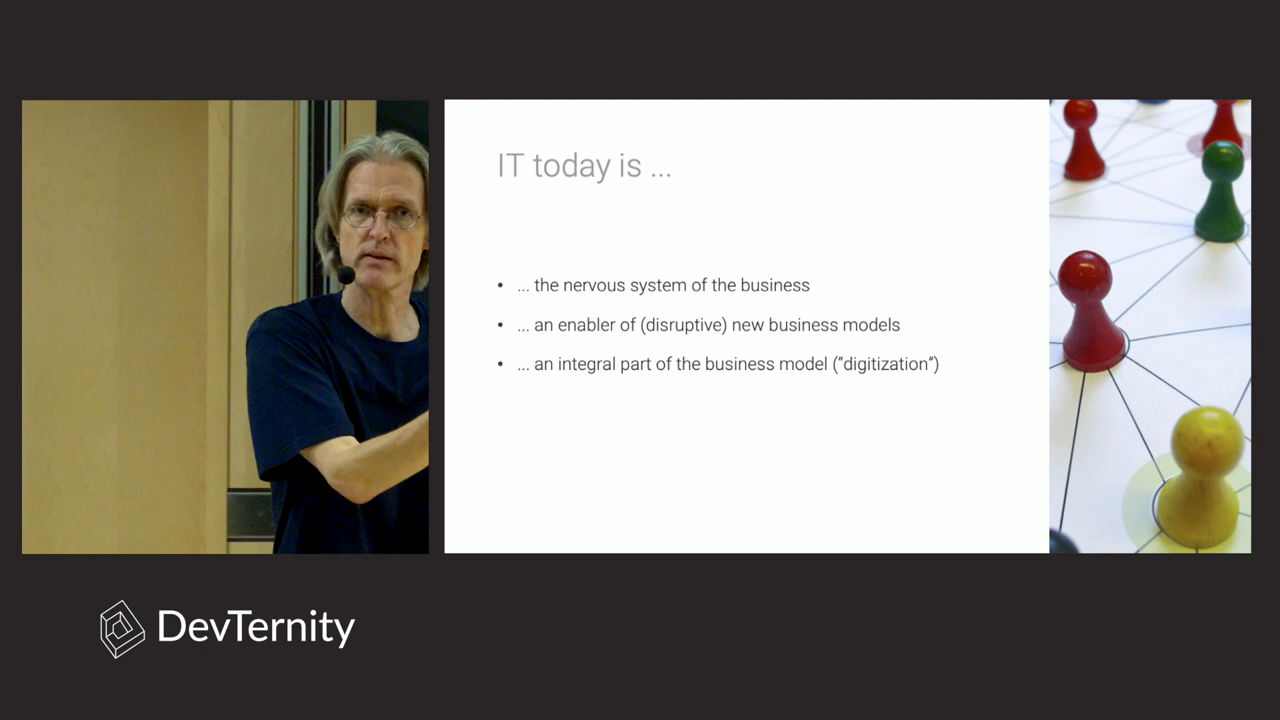 IT today is ...
• ... the nervous system of the business
• ... an enabler of (disruptive) new business models
• ... an integral part of the business model (“digitization”)
DevTernity